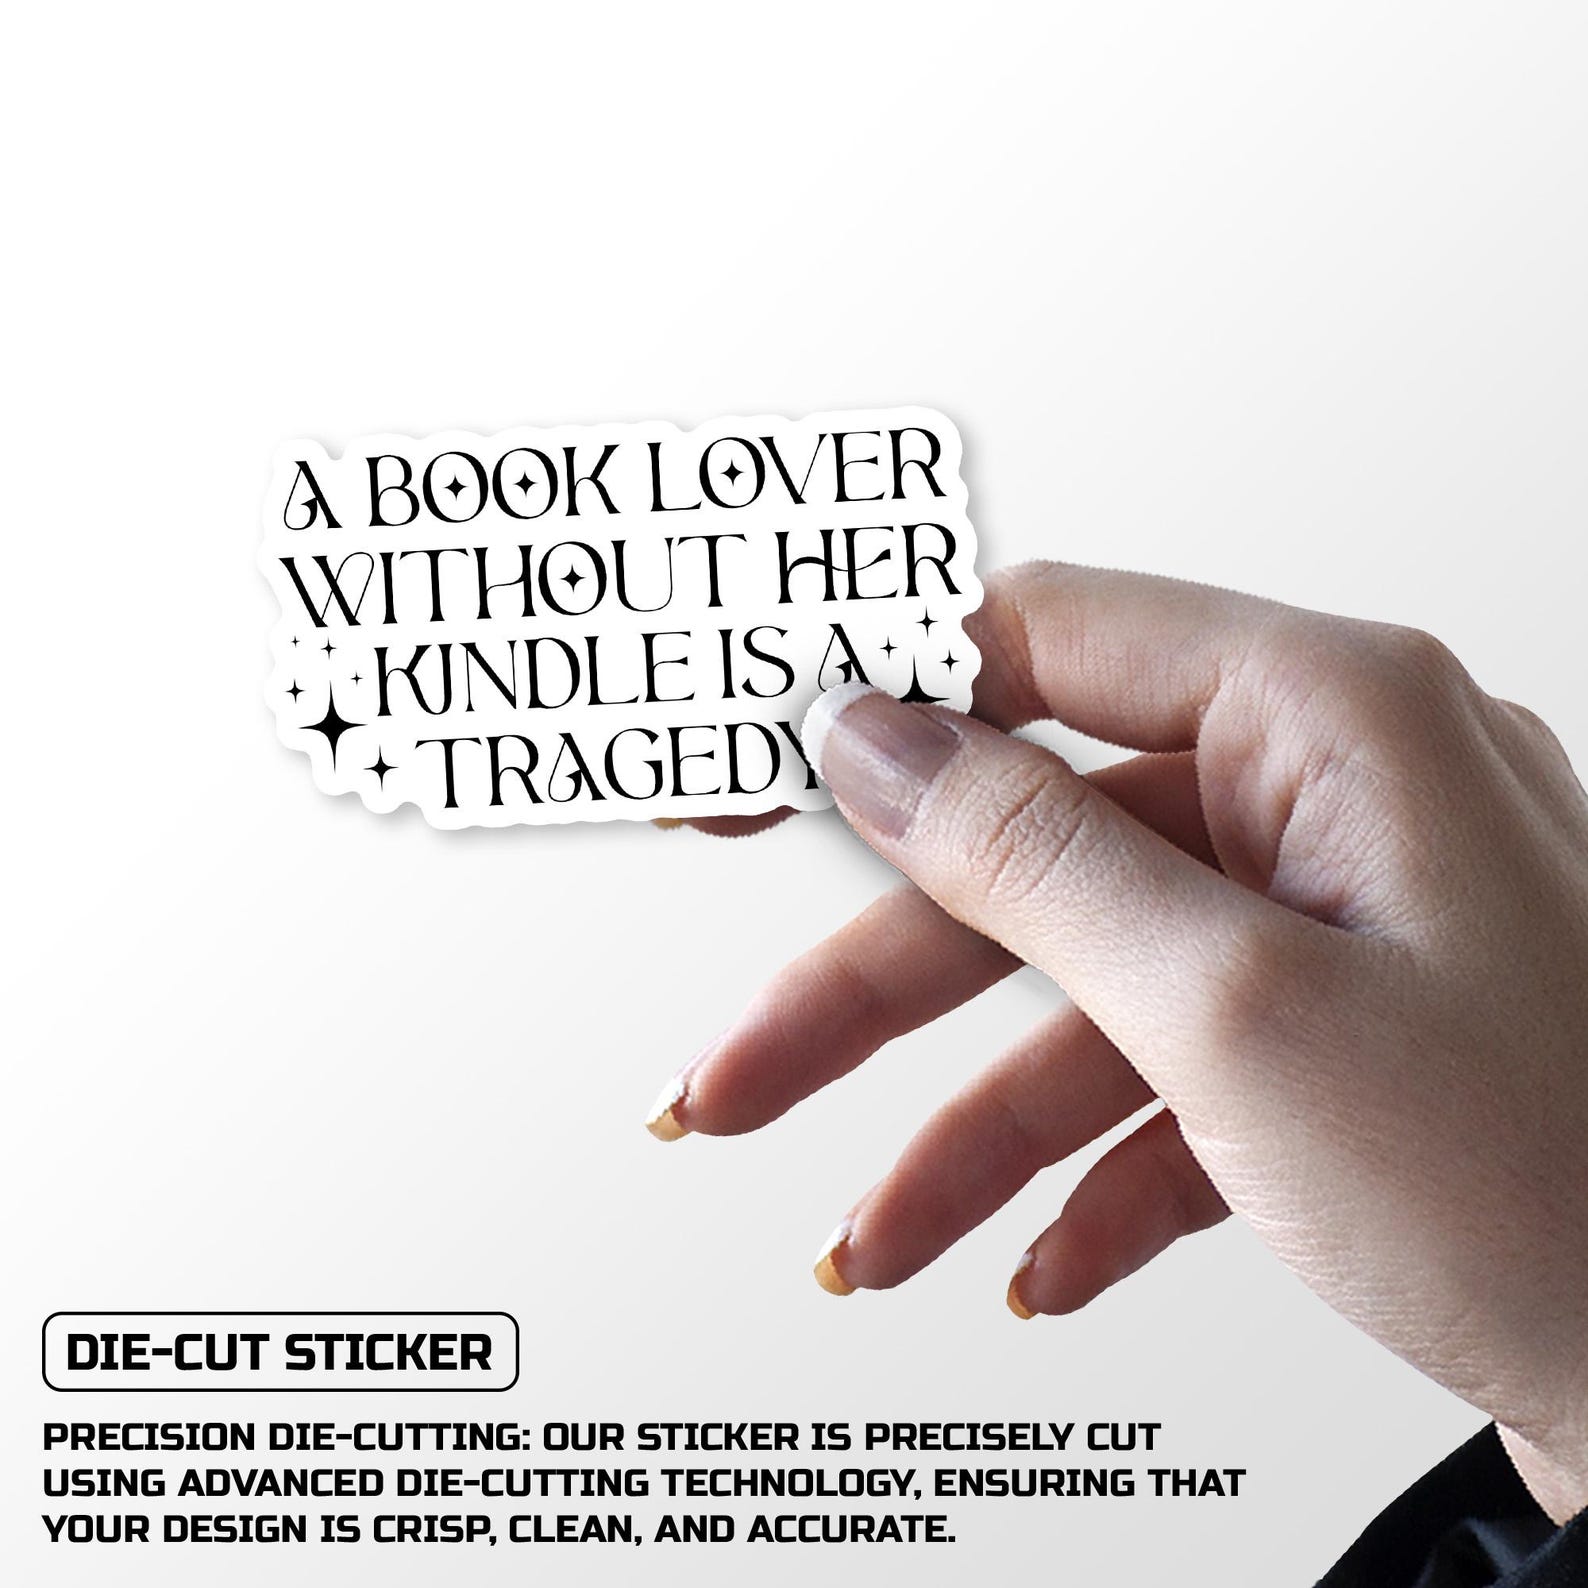 A BOOK LOVER
WITHOUT HER
KINDLE IS A
TRAGEDY
DIE-CUT STICKER
PRECISION DIE-CUTTING: OUR STICKER IS PRECISELY CUT
USING ADVANCED DIE-CUTTING TECHNOLOGY, ENSURING THAT
YOUR DESIGN IS CRISP, CLEAN, AND ACCURATE.